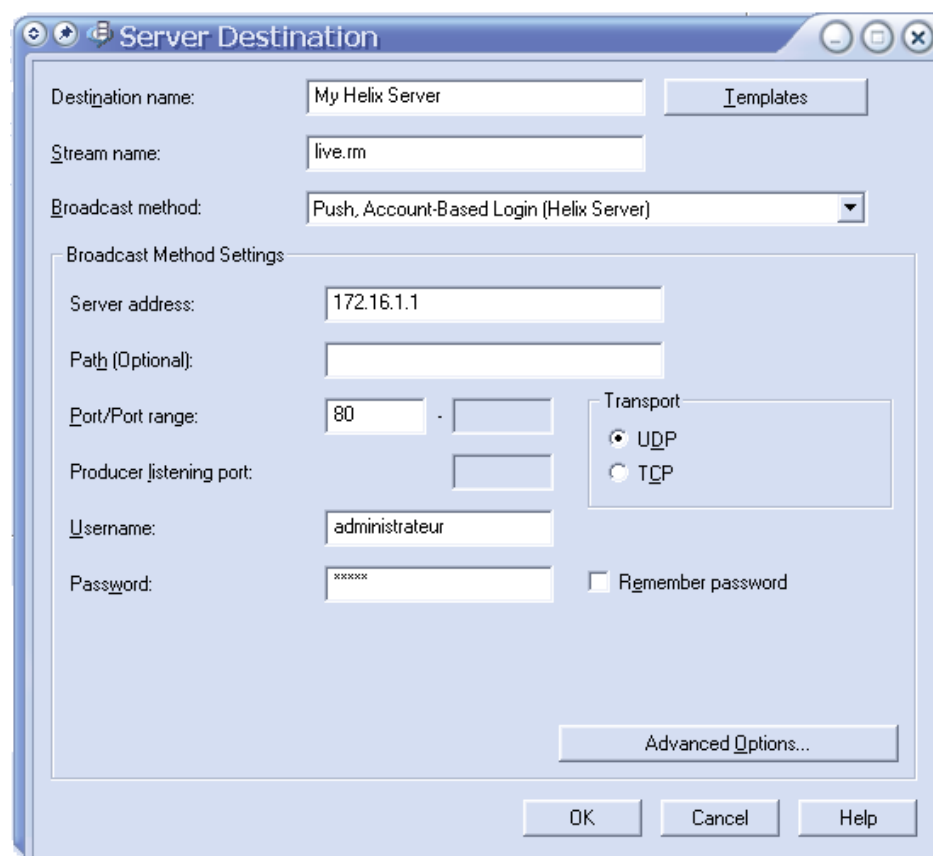 Server Destination
Destination name: My Helix Server Templates
Stream name: live.rm
Broadcast method: Push, Account-Based Login (Helix Server)
Broadcast Method Settings
Server address: 172.16.1.1
Path (Optional):
Port/Port range: 80 - Transport
UDP
Producer listening port: TCP
Username: administrateur
Password: xxxxx Remember password
Advanced Options...
OK Cancel Help